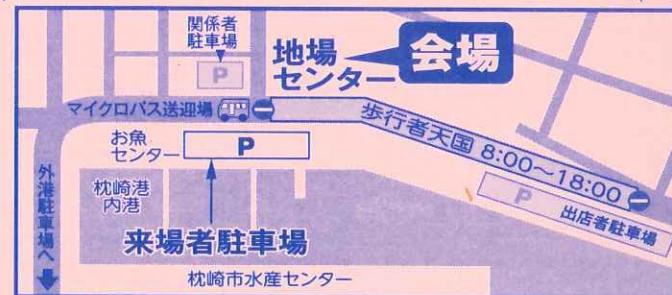 関係者
駐車場
P
地場
センター
会場
マイクロバス送迎場
歩行者天国 8:00〜18:00
お魚
センター
P
外港駐車場へ
枕崎港
内港
P
出店者駐車場
来場者駐車場
枕崎市水産センター